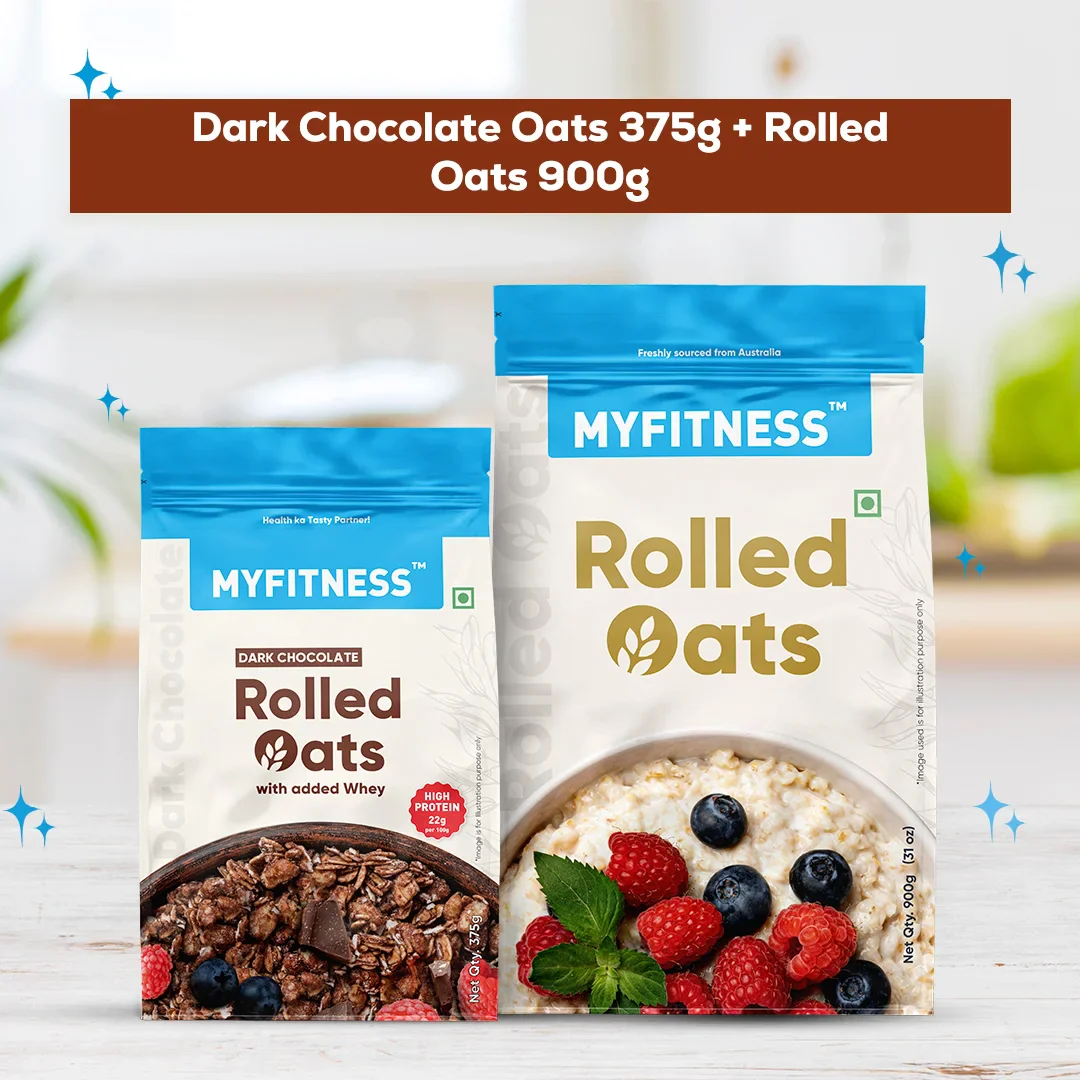 Dark Chocolate Oats 375g + Rolled
Oats 900g
Freshly sourced from Australia
MYFITNESS™
Rolled
Oats
Rolled Oats
*Image used is for illustration purpose only
Net Qty. 900g (31 oz)
Health ka Tasty Partner!
MYFITNESS™
DARK CHOCOLATE
Rolled
Oats
with added Whey
HIGH
PROTEIN
22g
per 100g
Dark Chocolate
*Image is for illustration purpose only
Net Qty. 375g